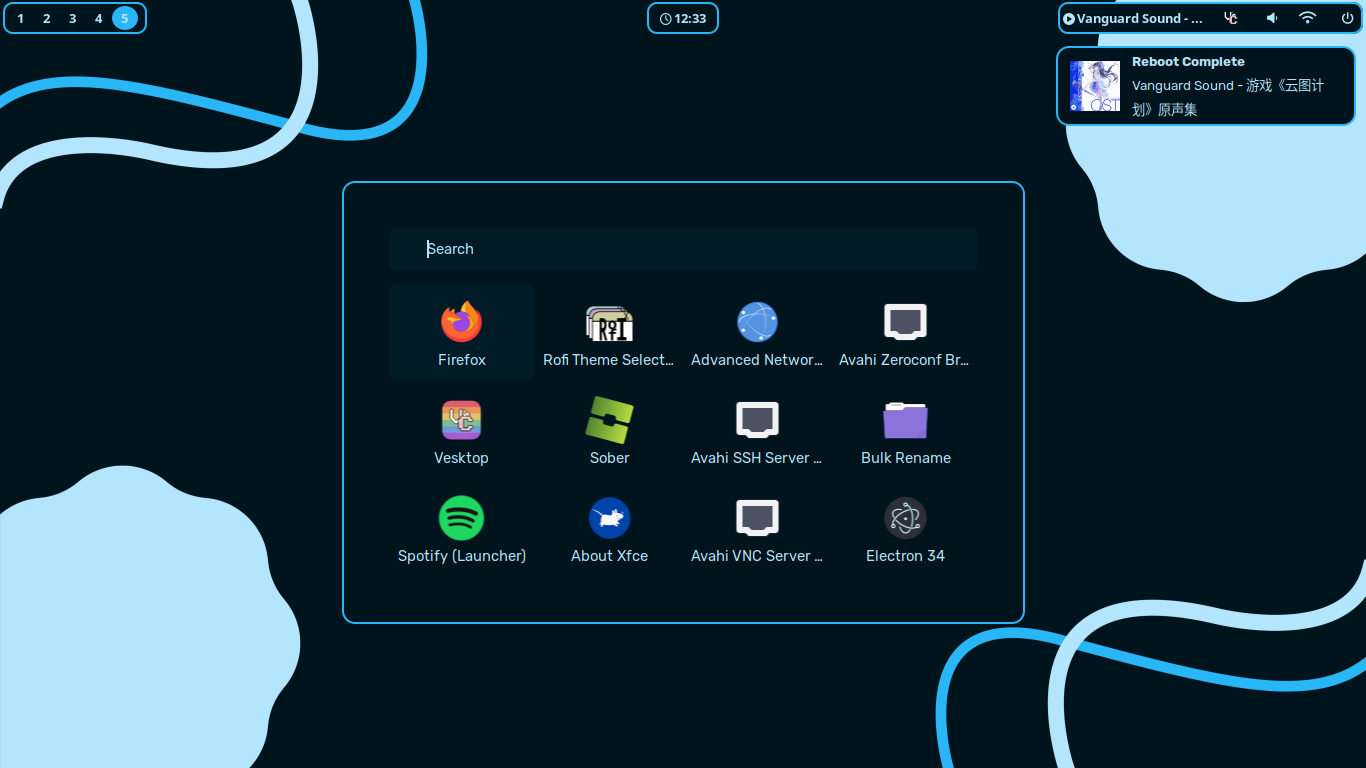 1 2 3 4 5
12:33
Vanguard Sound - ...
Reboot Complete
Vanguard Sound - 游戏《云图计
划》原声集
OST
Search
Firefox
Rofi Theme Select...
Advanced Networ...
Avahi Zeroconf Br...
Vesktop
Sober
Avahi SSH Server ...
Bulk Rename
Spotify (Launcher)
About Xfce
Avahi VNC Server ...
Electron 34